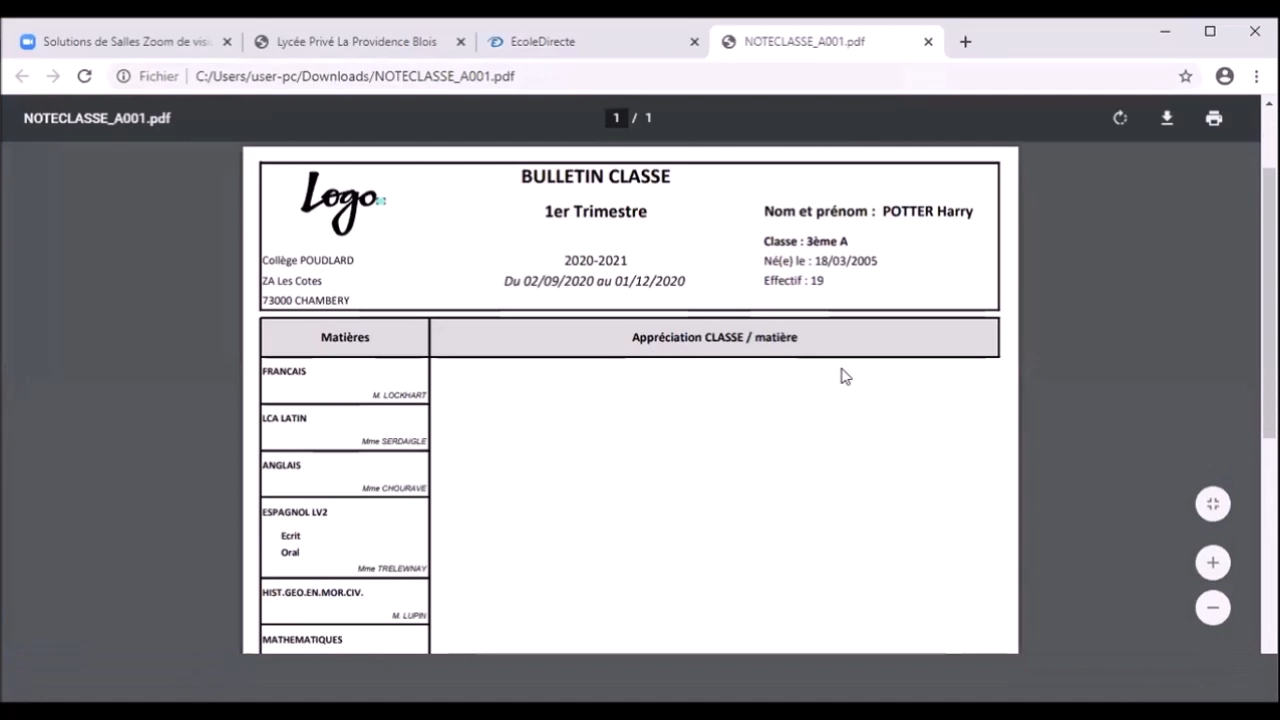 Solutions de Salles Zoom de visi
Lycée Privé La Providence Blois
EcoleDirecte
NOTECLASSE_A001.pdf
Fichier
C:/Users/user-pc/Downloads/NOTECLASSE_A001.pdf
NOTECLASSE_A001.pdf
1 / 1
Logo
BULLETIN CLASSE
1er Trimestre
Nom et prénom : POTTER Harry
Classe : 3ème A
Collège POUDLARD
2020-2021
Né(e) le : 18/03/2005
ZA Les Cotes
Du 02/09/2020 au 01/12/2020
Effectif : 19
73000 CHAMBERY
Matières
Appréciation CLASSE / matière
FRANCAIS
M. LOCKHART
LCA LATIN
Mme SERDAIGLE
ANGLAIS
Mme CHOURAVE
ESPAGNOL LV2
Ecrit
Oral
Mme TRELEWNAY
HIST.GEO.EN.MOR.CIV.
M. LUPIN
MATHEMATIQUES